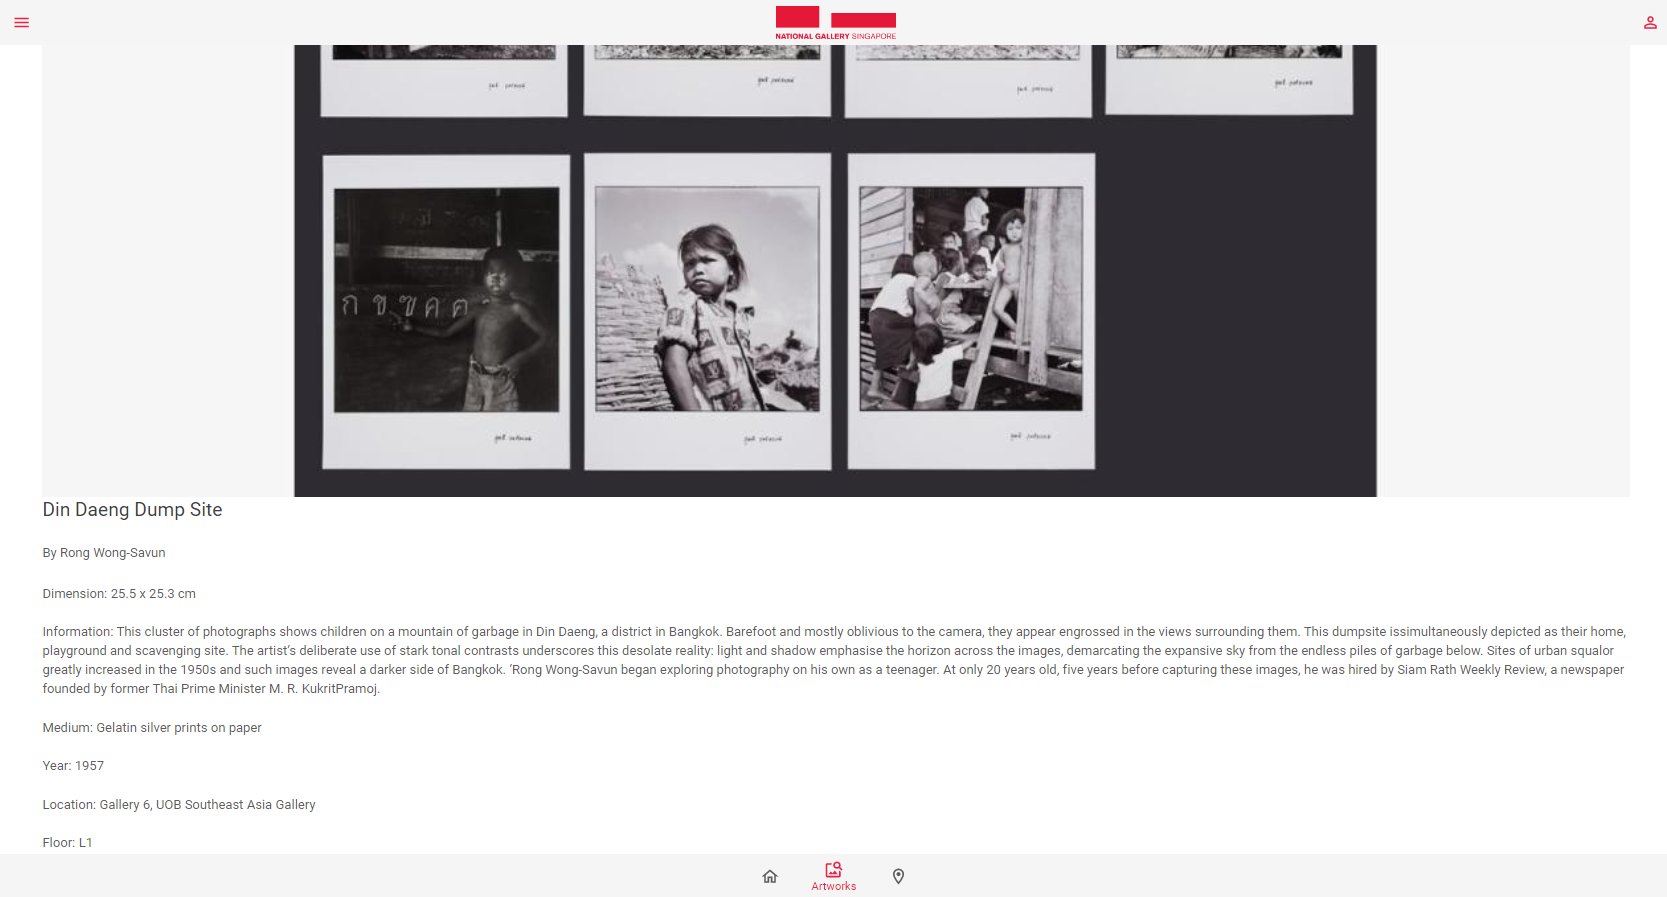 NATIONAL GALLERY SINGAPORE
ก ข ฃ ค ฅ
Din Daeng Dump Site
By Rong Wong-Savun
Dimension: 25.5 x 25.3 cm
Information: This cluster of photographs shows children on a mountain of garbage in Din Daeng, a district in Bangkok. Barefoot and mostly oblivious to the camera, they appear engrossed in the views surrounding them. This dumpsite issimultaneously depicted as their home,
playground and scavenging site. The artist's deliberate use of stark tonal contrasts underscores this desolate reality: light and shadow emphasise the horizon across the images, demarcating the expansive sky from the endless piles of garbage below. Sites of urban squalor
greatly increased in the 1950s and such images reveal a darker side of Bangkok. 'Rong Wong-Savun began exploring photography on his own as a teenager. At only 20 years old, five years before capturing these images, he was hired by Siam Rath Weekly Review, a newspaper
founded by former Thai Prime Minister M. R. KukritPramoj.
Medium: Gelatin silver prints on paper
Year: 1957
Location: Gallery 6, UOB Southeast Asia Gallery
Floor: L1
Artworks